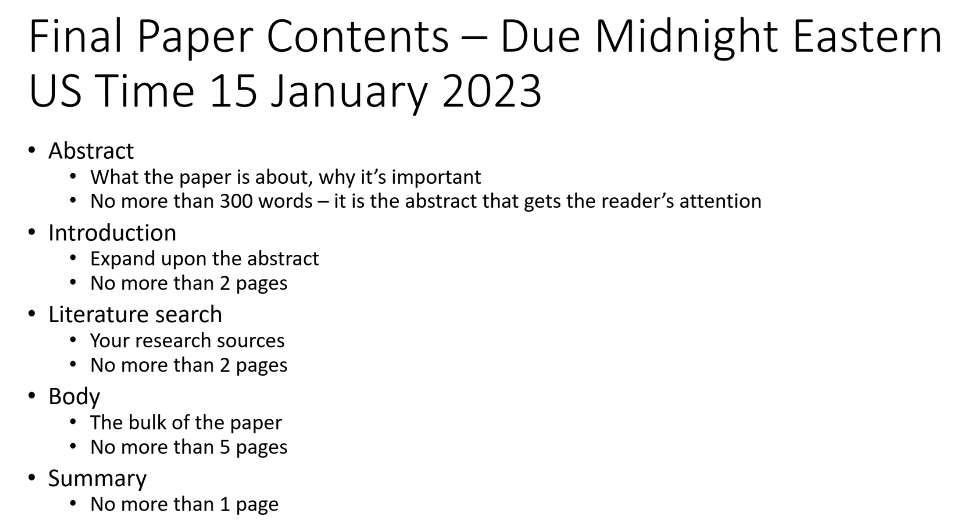 Final Paper Contents – Due Midnight Eastern
US Time 15 January 2023
• Abstract
• What the paper is about, why it’s important
• No more than 300 words – it is the abstract that gets the reader’s attention
• Introduction
• Expand upon the abstract
• No more than 2 pages
• Literature search
• Your research sources
• No more than 2 pages
• Body
• The bulk of the paper
• No more than 5 pages
• Summary
• No more than 1 page